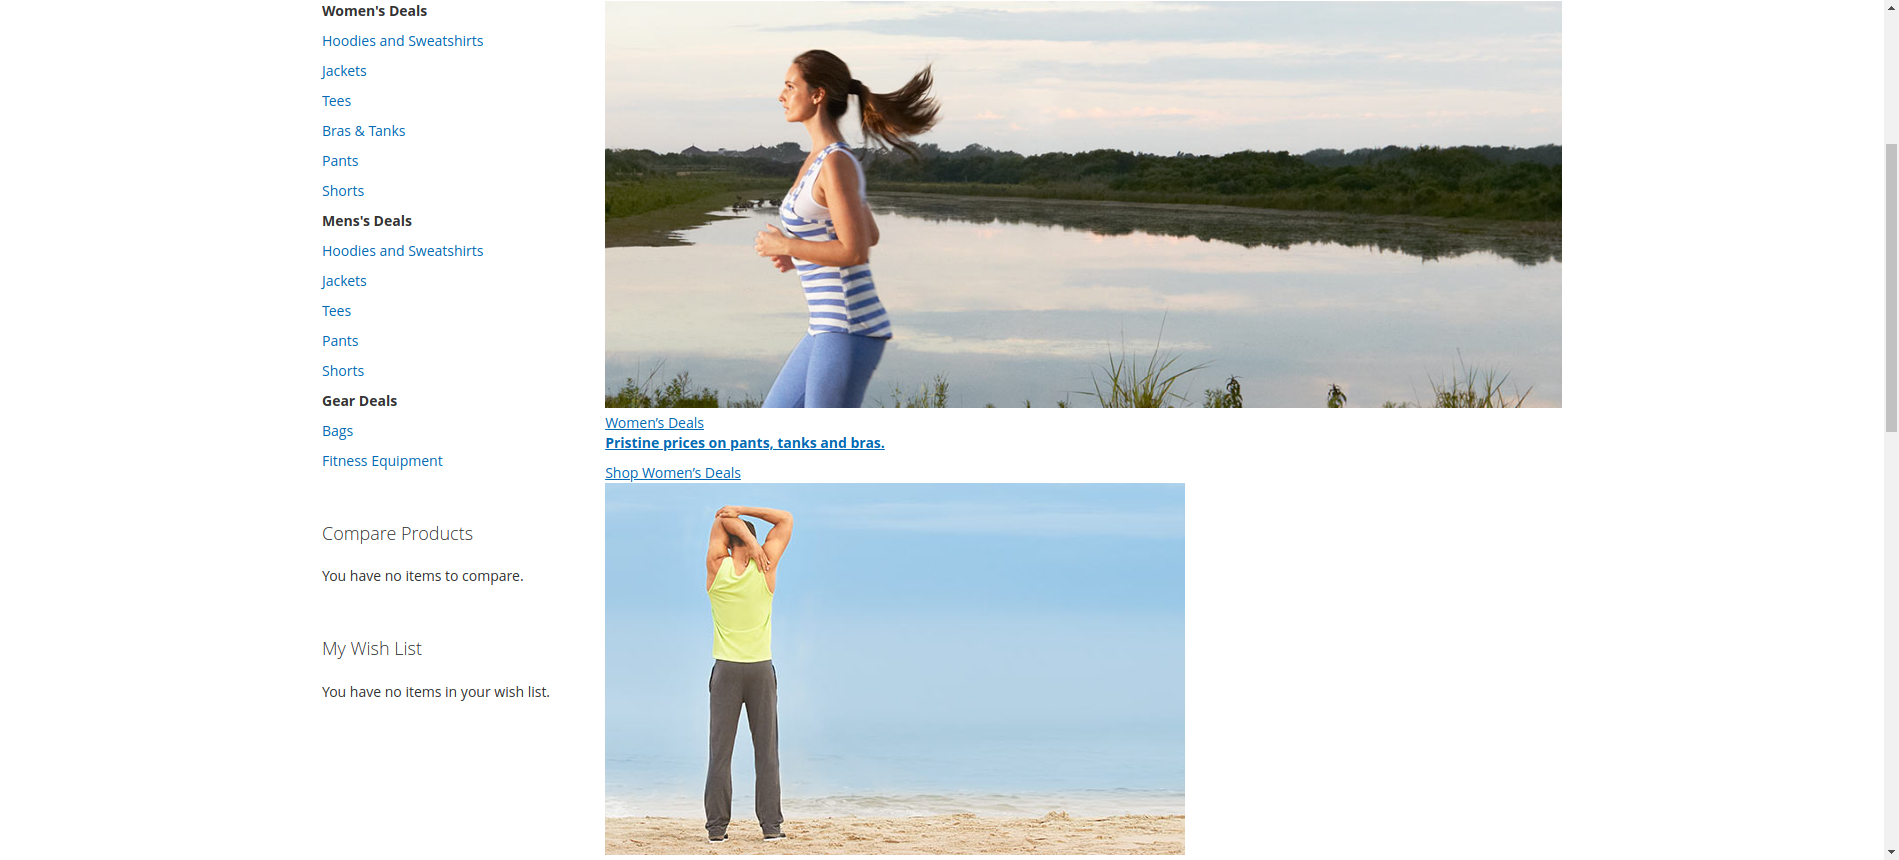 Women's Deals
Hoodies and Sweatshirts
Jackets
Tees
Bras & Tanks
Pants
Shorts
Mens's Deals
Hoodies and Sweatshirts
Jackets
Tees
Pants
Shorts
Gear Deals
Bags
Fitness Equipment
Compare Products
You have no items to compare.
My Wish List
You have no items in your wish list.
Women’s Deals
Pristine prices on pants, tanks and bras.
Shop Women’s Deals